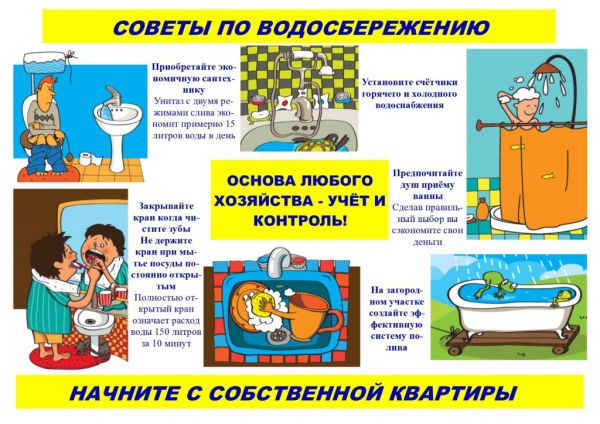 СОВЕТЫ ПО ВОДОСБЕРЕЖЕНИЮ
Приобретайте эко-
номичную сантех-
нику
Унитаз с двумя ре-
жимами слива эко-
номит примерно 15
литров воды в день
Установите счётчики
горячего и холодного
водоснабжения
ОСНОВА ЛЮБОГО
ХОЗЯЙСТВА - УЧЁТ И
КОНТРОЛЬ!
Предпочитайте
душ приёму
ванны
Сделав правиль-
ный выбор вы
сэкономите свои
деньги
Закрывайте
кран когда чи-
стите зубы
Не держите
кран при мы-
тье посуды по-
стоянно откры-
тым
Полностью от-
крытый кран
означает расход
воды 150 литров
за 10 минут
На загород-
ном участке
создайте эф-
фективную
систему по-
лива
НАЧНИТЕ С СОБСТВЕННОЙ КВАРТИРЫ